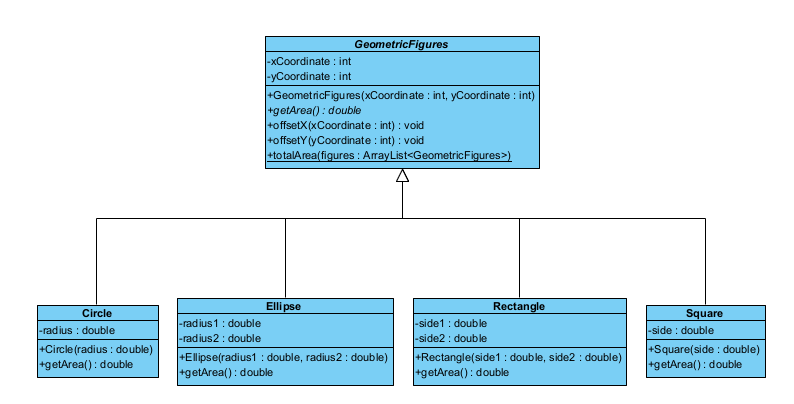 GeometricFigures
-xCoordinate : int
-yCoordinate : int
+GeometricFigures(xCoordinate : int, yCoordinate : int)
+getArea() : double
+offsetX(xCoordinate : int) : void
+offsetY(yCoordinate : int) : void
+totalArea(figures : ArrayList<GeometricFigures>)
Circle
-radius : double
+Circle(radius : double)
+getArea() : double
Ellipse
-radius1 : double
-radius2 : double
+Ellipse(radius1 : double, radius2 : double)
+getArea() : double
Rectangle
-side1 : double
-side2 : double
+Rectangle(side1 : double, side2 : double)
+getArea() : double
Square
-side : double
+Square(side : double)
+getArea() : double